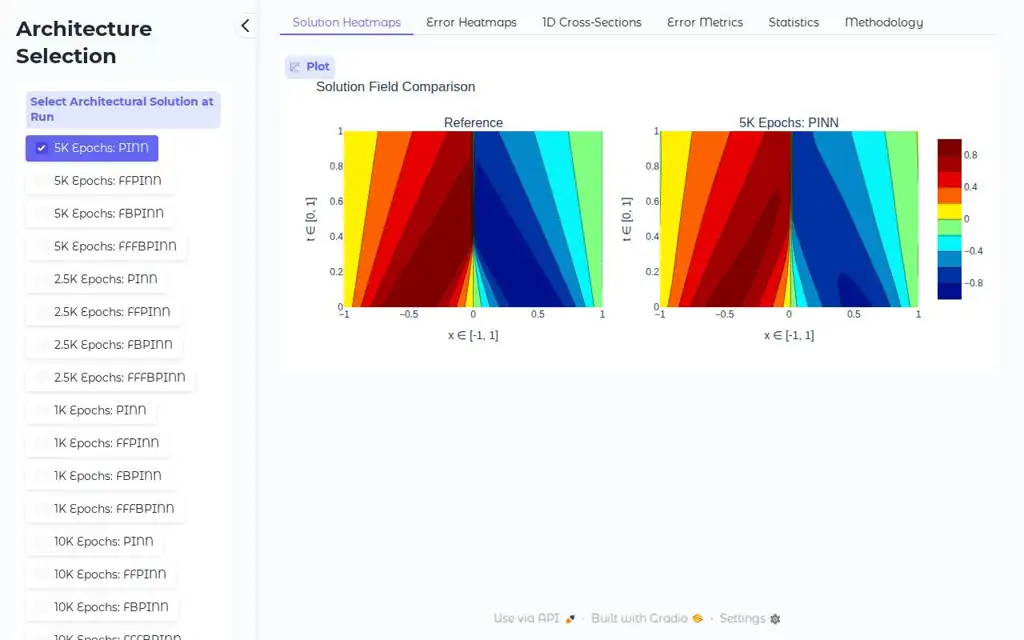 Architecture
Selection
Select Architectural Solution at
Run
5K Epochs: PINN
5K Epochs: FFPINN
5K Epochs: FBPINN
5K Epochs: FFFBPINN
2.5K Epochs: PINN
2.5K Epochs: FFPINN
2.5K Epochs: FBPINN
2.5K Epochs: FFFBPINN
1K Epochs: PINN
1K Epochs: FFPINN
1K Epochs: FBPINN
1K Epochs: FFFBPINN
10K Epochs: PINN
10K Epochs: FFPINN
10K Epochs: FBPINN
10K Epochs: FFFBPINN
Solution Heatmaps Error Heatmaps 1D Cross-Sections Error Metrics Statistics Methodology
Plot
Solution Field Comparison
Reference
1
0.8
0.6
0.4
0.2
0
t ∈ [0, 1]
−1 −0.5 0 0.5 1
x ∈ [-1, 1]
5K Epochs: PINN
1
0.8
0.6
0.4
0.2
0
t ∈ [0, 1]
−1 −0.5 0 0.5 1
x ∈ [-1, 1]
0.8
0.4
0
−0.4
−0.8
Use via API · Built with Gradio · Settings